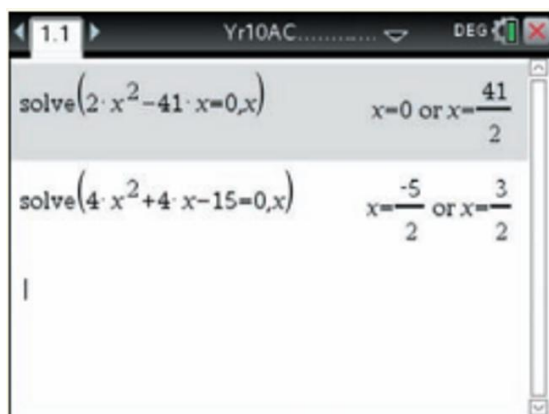 1.1 Yr10AC............ DEG
solve(2·x²−41·x=0,x) x=0 or x=41/2
solve(4·x²+4·x−15=0,x) x=-5/2 or x=3/2